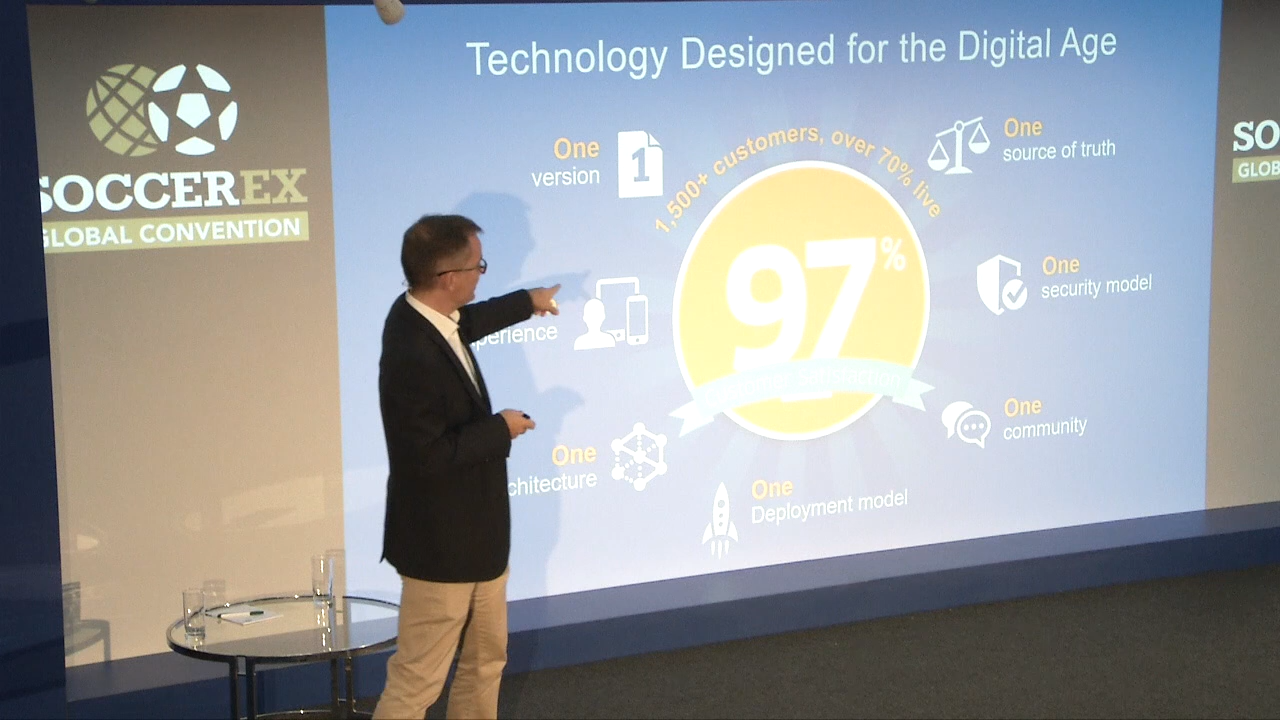 Technology Designed for the Digital Age
SOCCEREX
GLOBAL CONVENTION
One
version
1
1,500+ customers, over 70% live
97%
One
source of truth
One
security model
One
community
One
Deployment model
One
chitecture
perience
SO
GLOB